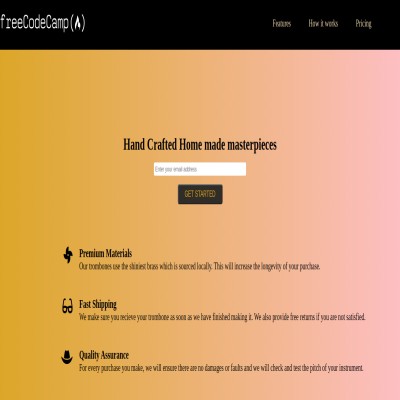 freeCodeCamp(🔥)
Features How it works Pricing
Hand Crafted Home made masterpieces
Enter your email address
GET STARTED
Premium Materials
Our trombones use the shiniest brass which is sourced locally. This will increase the longevity of your purchase.
Fast Shipping
We make sure you recieve your trombone as soon as we have finished making it. We also provide free returns if you are not satisfied.
Quality Assurance
For every purchase you make, we will ensure there are no damages or faults and we will check and test the pitch of your instrument.